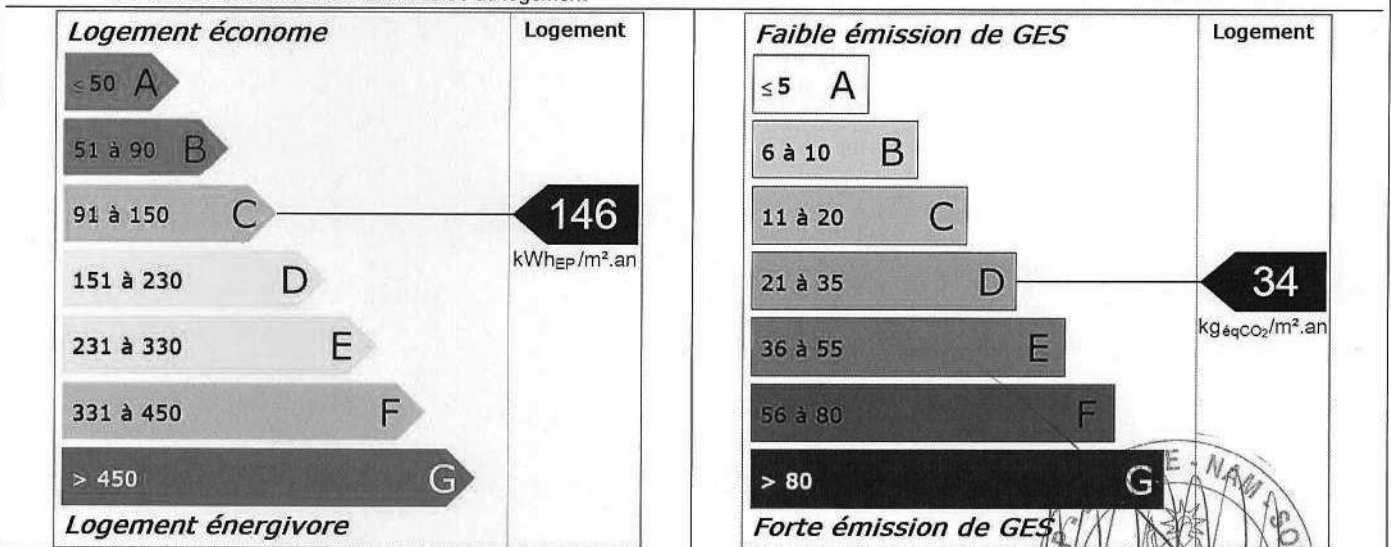 logement
Logement économe
Logement
≤ 50 A
51 à 90 B
91 à 150 C
146
kWhEP/m².an
151 à 230 D
231 à 330 E
331 à 450 F
> 450 G
Logement énergivore
Faible émission de GES
Logement
≤ 5 A
6 à 10 B
11 à 20 C
21 à 35 D
34
kgéqCO₂/m².an
36 à 55 E
56 à 80 F
> 80 G
Forte émission de GES